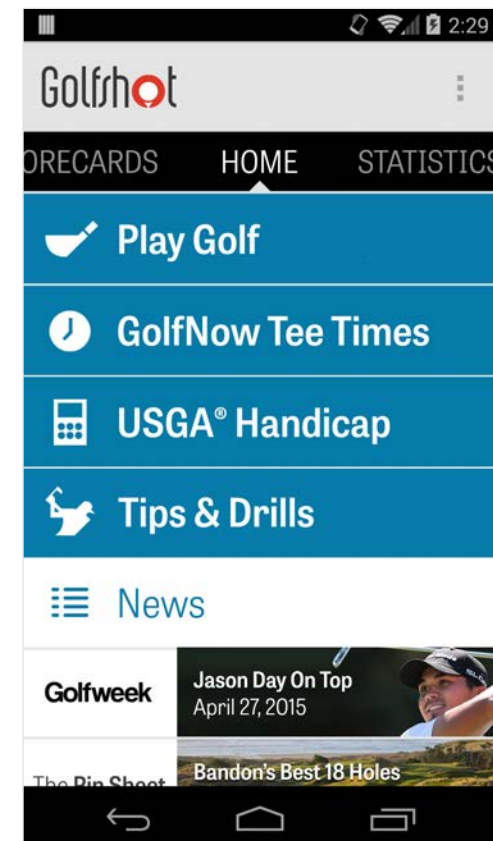 2:29
Golfshot
ORECARDS HOME STATISTICS
Play Golf
GolfNow Tee Times
USGA® Handicap
Tips & Drills
News
Golfweek
Jason Day On Top
April 27, 2015
The Pin Sheet
Bandon's Best 18 Holes